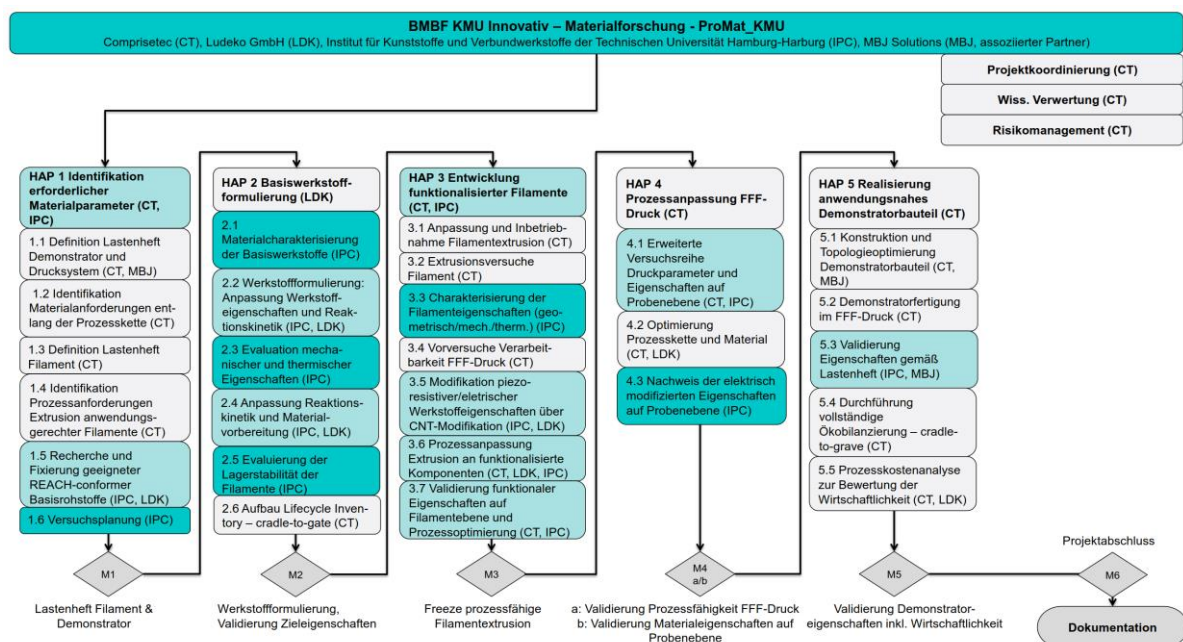 BMBF KMU Innovativ – Materialforschung - ProMat_KMU
Comprisetec (CT), Ludeko GmbH (LDK), Institut für Kunststoffe und Verbundwerkstoffe der Technischen Universität Hamburg-Harburg (IPC), MBJ Solutions (MBJ, assoziierter Partner)
Projektkoordinierung (CT)
Wiss. Verwertung (CT)
Risikomanagement (CT)
HAP 1 Identifikation
erforderlicher
Materialparameter (CT,
IPC)
1.1 Definition Lastenheft
Demonstrator und
Drucksystem (CT, MBJ)
1.2 Identifikation
Materialanforderungen ent-
lang der Prozesskette (CT)
1.3 Definition Lastenheft
Filament (CT)
1.4 Identifikation
Prozessanforderungen
Extrusion anwendungs-
gerechter Filamente (CT)
1.5 Recherche und
Fixierung geeigneter
REACH-conformer
Basisrohstoffe (IPC, LDK)
1.6 Versuchsplanung (IPC)
M1
Lastenheft Filament &
Demonstrator
HAP 2 Basiswerkstoff-
formulierung (LDK)
2.1
Materialcharakterisierung
der Basiswerkstoffe (IPC)
2.2 Werkstoffformulierung:
Anpassung Werkstoff-
eigenschaften und Reak-
tionskinetik (IPC, LDK)
2.3 Evaluation mecha-
nischer und thermischer
Eigenschaften (IPC)
2.4 Anpassung Reaktions-
kinetik und Material-
vorbereitung (IPC, LDK)
2.5 Evaluierung der
Lagerstabilität der
Filamente (IPC)
2.6 Aufbau Lifecycle Inven-
tory – cradle-to-gate (CT)
M2
Werkstoffformulierung,
Validierung Zieleigenschaften
HAP 3 Entwicklung
funktionalisierter Filamente
(CT, IPC)
3.1 Anpassung und Inbetrieb-
nahme Filamentextrusion (CT)
3.2 Extrusionsversuche
Filament (CT)
3.3 Charakterisierung der
Filamenteigenschaften (geo-
metrisch/mech./therm.) (IPC)
3.4 Vorversuche Verarbeit-
barkeit FFF-Druck (CT)
3.5 Modifikation piezo-
resistiver/eletrischer
Werkstoffeigenschaften über
CNT-Modifikation (IPC, LDK)
3.6 Prozessanpassung
Extrusion an funktionalisierte
Komponenten (CT, LDK, IPC)
3.7 Validierung funktionaler
Eigenschaften auf
Filamentebene und
Prozessoptimierung (CT, IPC)
M3
Freeze prozessfähige
Filamentextrusion
HAP 4
Prozessanpassung FFF-
Druck (CT)
4.1 Erweiterte
Versuchsreihe
Druckparameter und
Eigenschaften auf
Probenebene (CT, IPC)
4.2 Optimierung
Prozesskette und Material
(CT, LDK)
4.3 Nachweis der elektrisch
modifizierten Eigenschaften
auf Probenebene (IPC)
M4
a/b
a: Validierung Prozessfähigkeit FFF-Druck
b: Validierung Materialeigenschaften auf
Probenebene
HAP 5 Realisierung
anwendungsnahes
Demonstratorbauteil (CT)
5.1 Konstruktion und
Topologieoptimierung
Demonstratorbauteil (CT,
MBJ)
5.2 Demonstratorfertigung
im FFF-Druck (CT)
5.3 Validierung
Eigenschaften gemäß
Lastenheft (IPC, MBJ)
5.4 Durchführung
vollständige
Ökobilanzierung – cradle-
to-grave (CT)
5.5 Prozesskostenanalyse
zur Bewertung der
Wirtschaftlichkeit (CT, LDK)
M5
Validierung Demonstrator-
eigenschaften inkl. Wirtschaftlichkeit
Projektabschluss
M6
Dokumentation